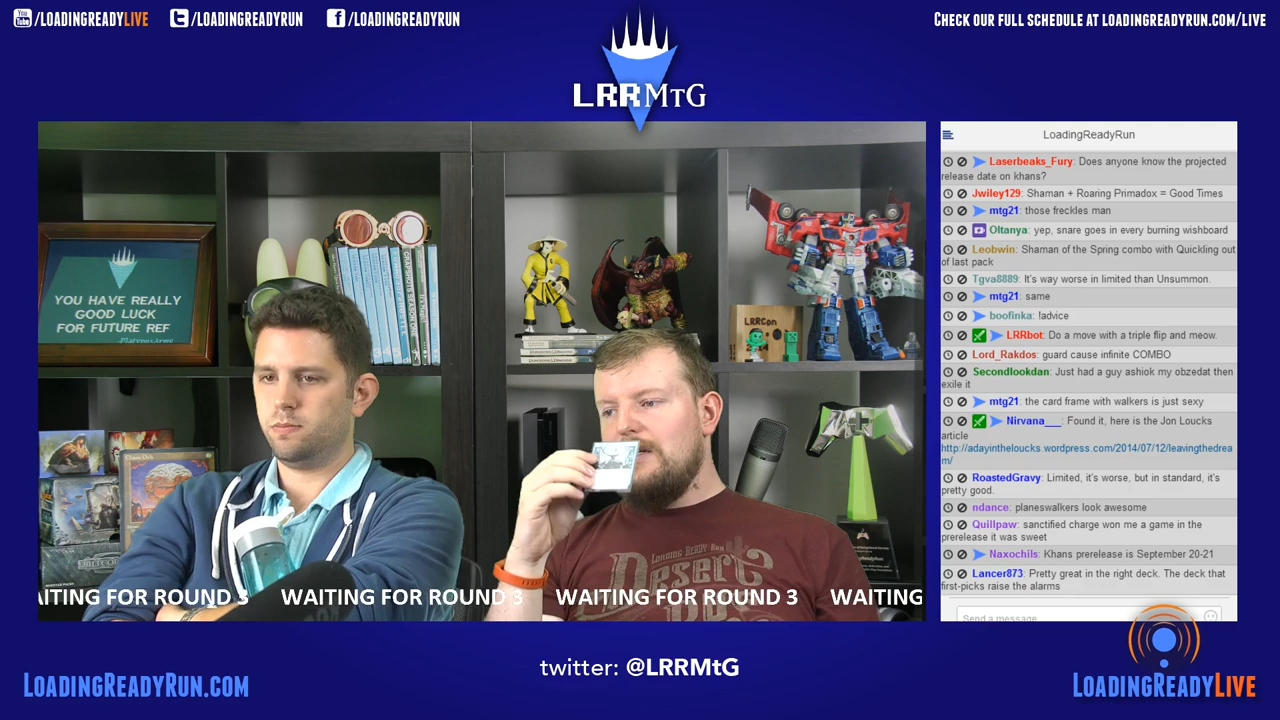 /LOADINGREADYLIVE
/LOADINGREADYRUN
/LOADINGREADYRUN
CHECK OUR FULL SCHEDULE AT LOADINGREADYRUN.COM/LIVE
LRRMTG
YOU HAVE REALLY
GOOD LUCK
FOR FUTURE REF
LRRCon
LOADING READY RUN
Desert
AITING FOR ROUND 3
WAITING FOR ROUND 3
WAITING FOR ROUND 3
WAITING
LoadingReadyRun
Laserbeaks_Fury: Does anyone know the projected
release date on khans?
Jwiley129: Shaman + Roaring Primadox = Good Times
mtg21: those freckles man
Oltanya: yep, snare goes in every burning wishboard
Leobwin: Shaman of the Spring combo with Quickling out
of last pack
Tgva8889: It's way worse in limited than Unsummon.
mtg21: same
boofinka: !advice
LRRbot: Do a move with a triple flip and meow.
Lord_Rakdos: guard cause infinite COMBO
Secondlookdan: Just had a guy ashiok my obzedat then
exile it
mtg21: the card frame with walkers is just sexy
Nirvana___: Found it, here is the Jon Loucks
article
http://adayintheloucks.wordpress.com/2014/07/12/leavingthedrea
m/
RoastedGravy: Limited, it's worse, but in standard, it's
pretty good.
ndance: planeswalkers look awesome
Quillpaw: sanctified charge won me a game in the
prerelease it was sweet
Naxochils: Khans prerelease is September 20-21
Lancer873: Pretty great in the right deck. The deck that
first-picks raise the alarms
Send a message
twitter: @LRRMtG
LOADINGREADYRUN.COM
LOADINGREADYLIVE